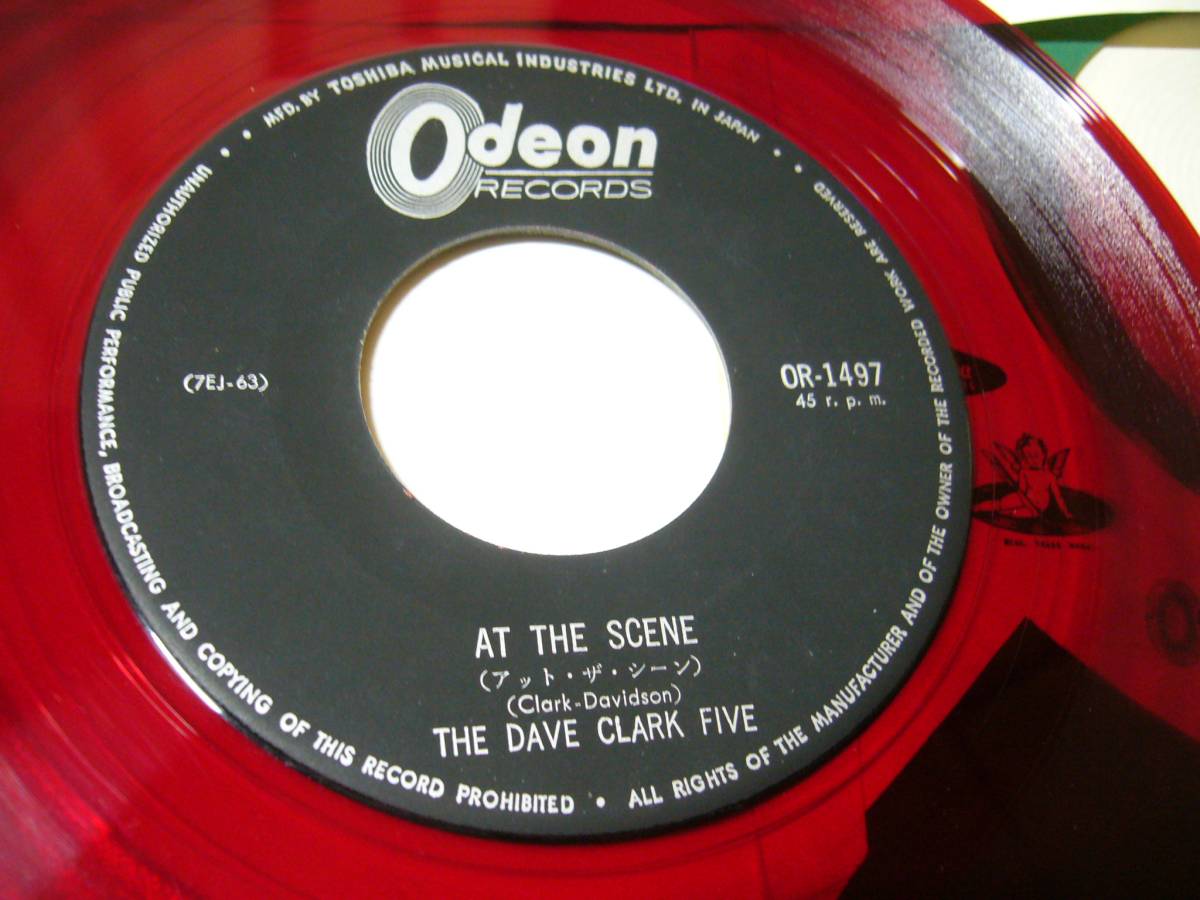 MFD. BY TOSHIBA MUSICAL INDUSTRIES LTD. IN JAPAN
Odeon
RECORDS
(7EJ-63)
OR-1497
45 r. p. m.
AT THE SCENE
(アット・ザ・シーン)
(Clark-Davidson)
THE DAVE CLARK FIVE
UNAUTHORIZED PUBLIC PERFORMANCE, BROADCASTING AND COPYING OF THIS RECORD PROHIBITED • ALL RIGHTS OF THE MANUFACTURER AND OF THE OWNER OF THE RECORDED WORK ARE RESERVED